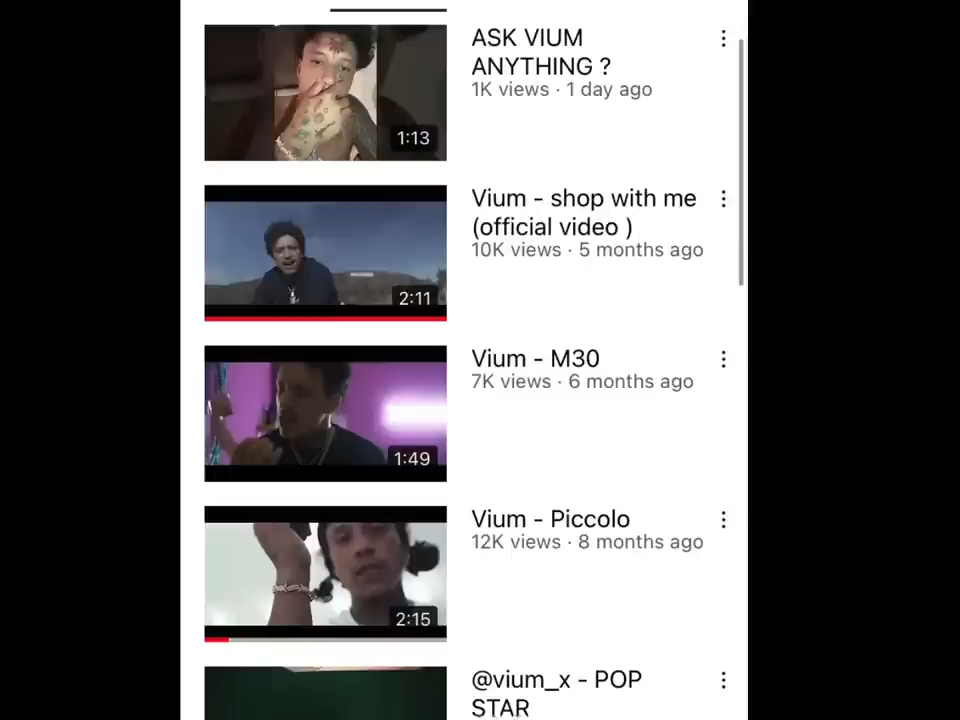 ASK VIUM
ANYTHING ?
1K views · 1 day ago
1:13
Vium - shop with me
(official video )
10K views · 5 months ago
2:11
Vium - M30
7K views · 6 months ago
1:49
Vium - Piccolo
12K views · 8 months ago
2:15
@vium_x - POP
STAR